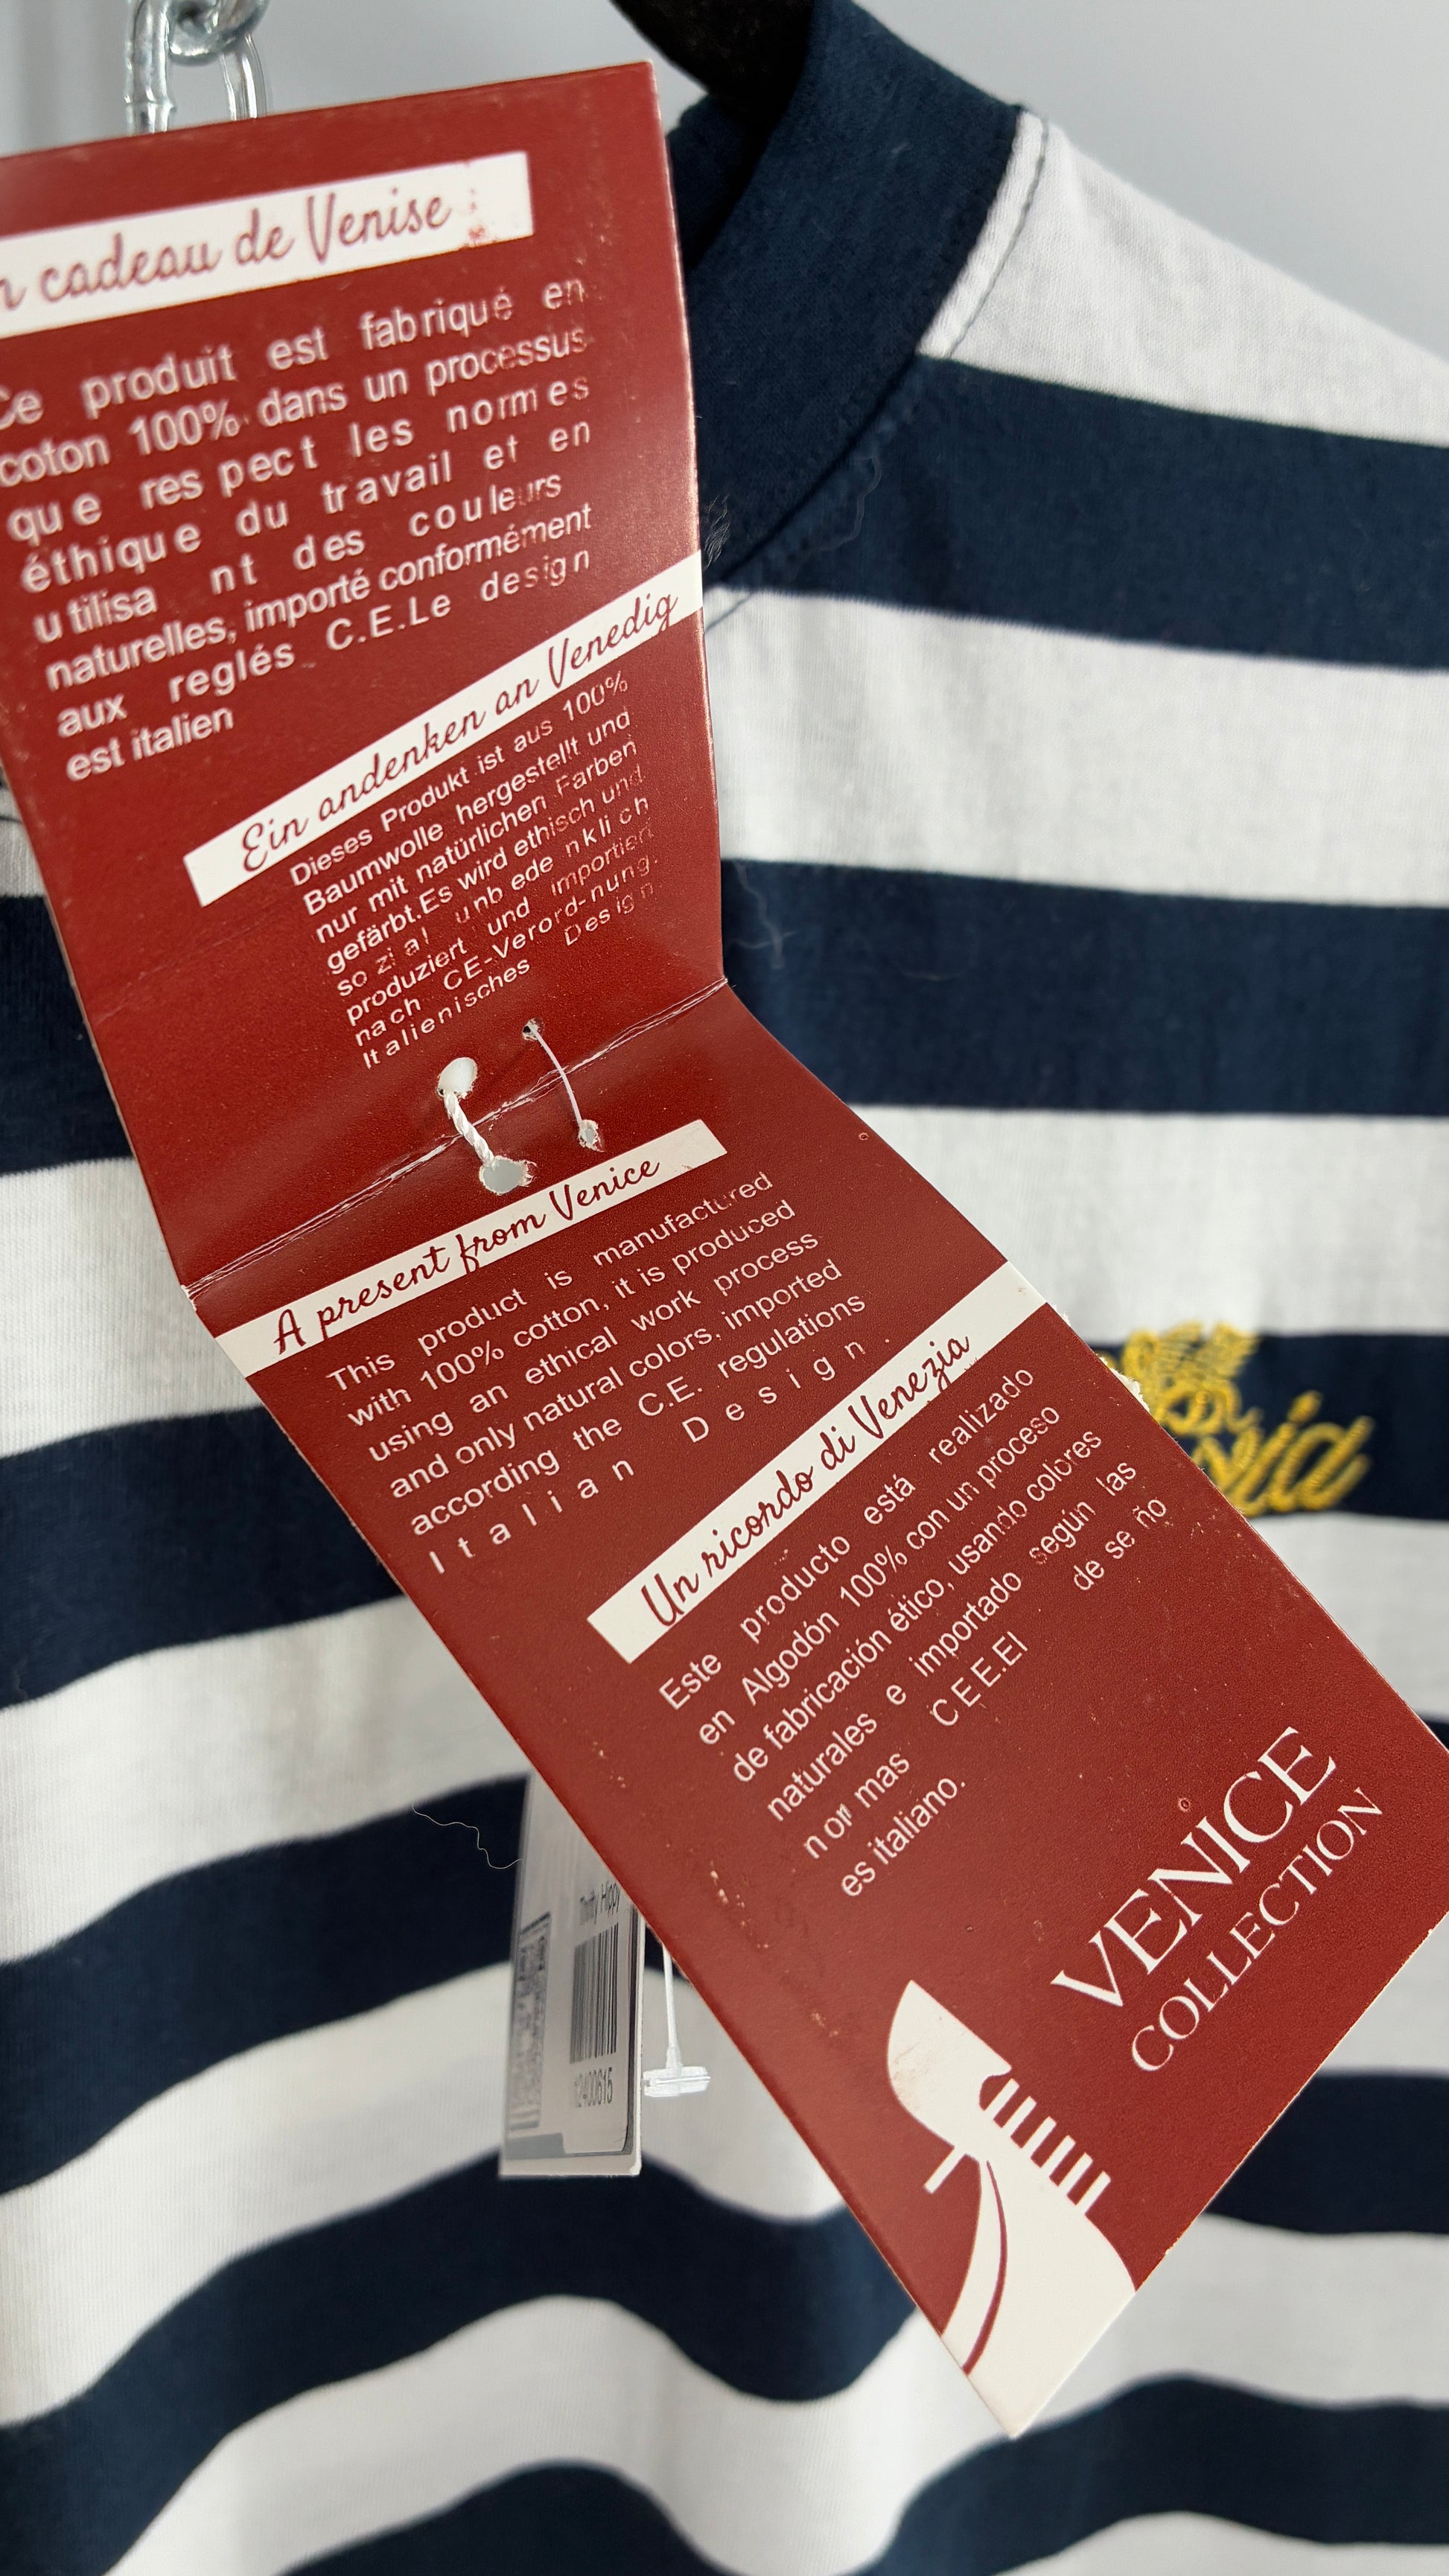 cadeau de Venise
Ce produit est fabriqué en
coton 100% dans un processus
que respect les normes
éthique du travail et en
utilisa nt des couleurs
naturelles, importé conformément
aux reglés C.E.Le design
est italien
Ein andenken an Venedig
Dieses Produkt ist aus 100%
Baumwolle hergestellt und
nur mit natürlichen Farben
gefärbt.Es wird ethisch und
sozial unbedenklich
produziert und importiert
nach CE-Verord-nung.
Italienisches Design
A present from Venice
This product is manufactured
with 100% cotton, it is produced
using an ethical work process
and only natural colors, imported
according the C.E. regulations
Italian Design.
Un ricordo di Venezia
Este producto está realizado
en Algodón 100% con un proceso
de fabricación ético, usando colores
naturales e importado según las
normas CEE.El de se ño
es italiano.
VENICE
COLLECTION
Thrifty Hippy